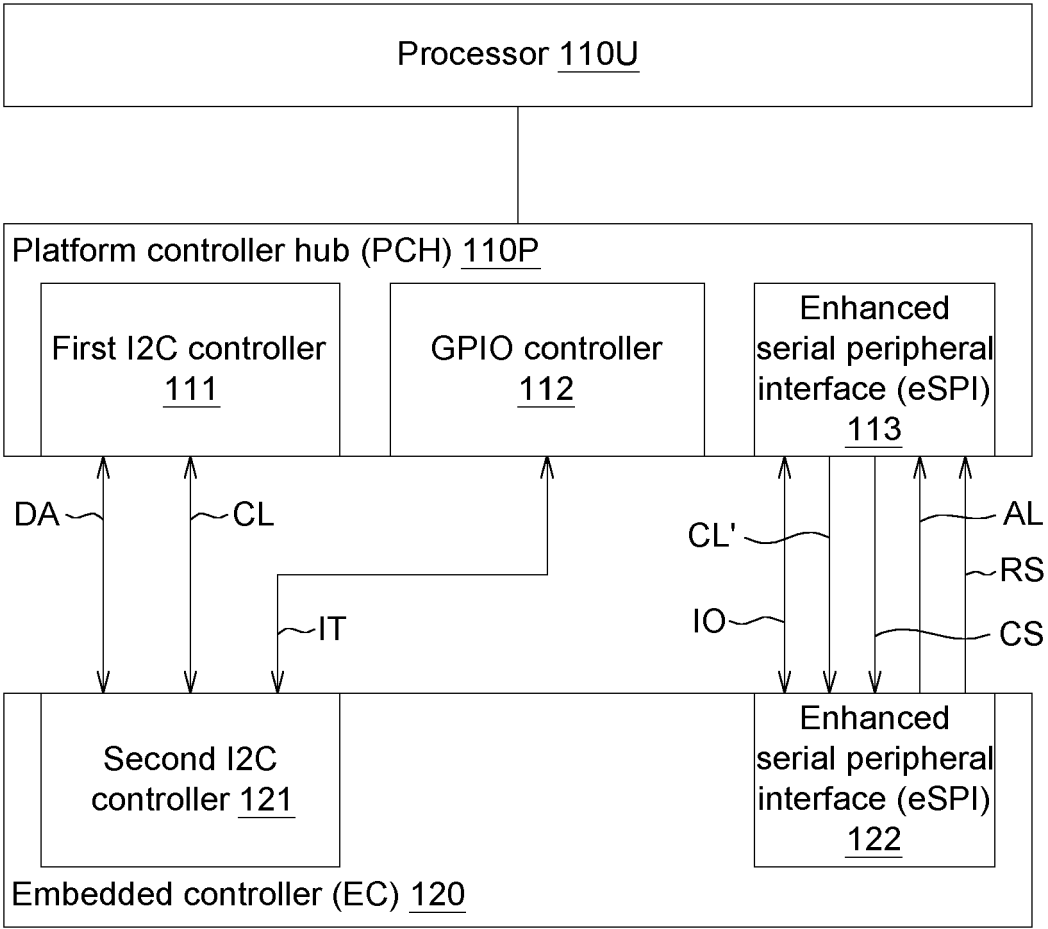 Processor 110U
Platform controller hub (PCH) 110P
First I2C controller
111
GPIO controller
112
Enhanced
serial peripheral
interface (eSPI)
113
DA
CL
IT
CL'
IO
AL
RS
CS
Second I2C
controller 121
Enhanced
serial peripheral
interface (eSPI)
122
Embedded controller (EC) 120